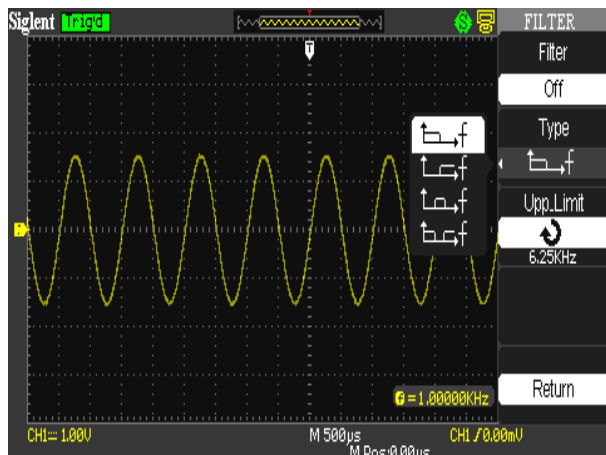 Siglent Trig'd
FILTER
Filter
Off
Type
Upp.Limit
6.25KHz
Return
f=1.00000KHz
CH1 1.00V
M 500µs
CH1 /0.00mV
M Pos:0.00µs